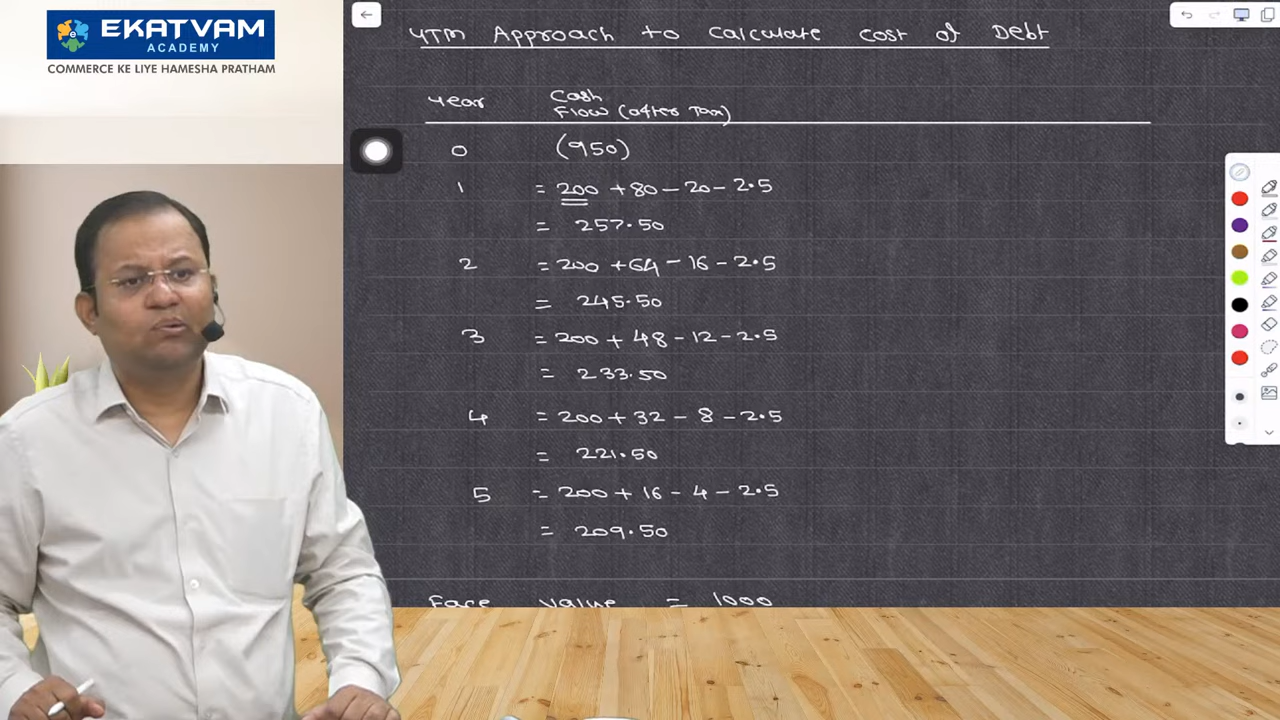 EKATVAM
ACADEMY
COMMERCE KE LIYE HAMESHA PRATHAM
YTM Approach to Calculate cost of Debt
Year Cash Flow (after Tax)
0 (950)
1 = 200 + 80 - 20 - 2.5
= 257.50
2 = 200 + 64 - 16 - 2.5
= 245.50
3 = 200 + 48 - 12 - 2.5
= 233.50
4 = 200 + 32 - 8 - 2.5
= 221.50
5 = 200 + 16 - 4 - 2.5
= 209.50
Face value = 1000